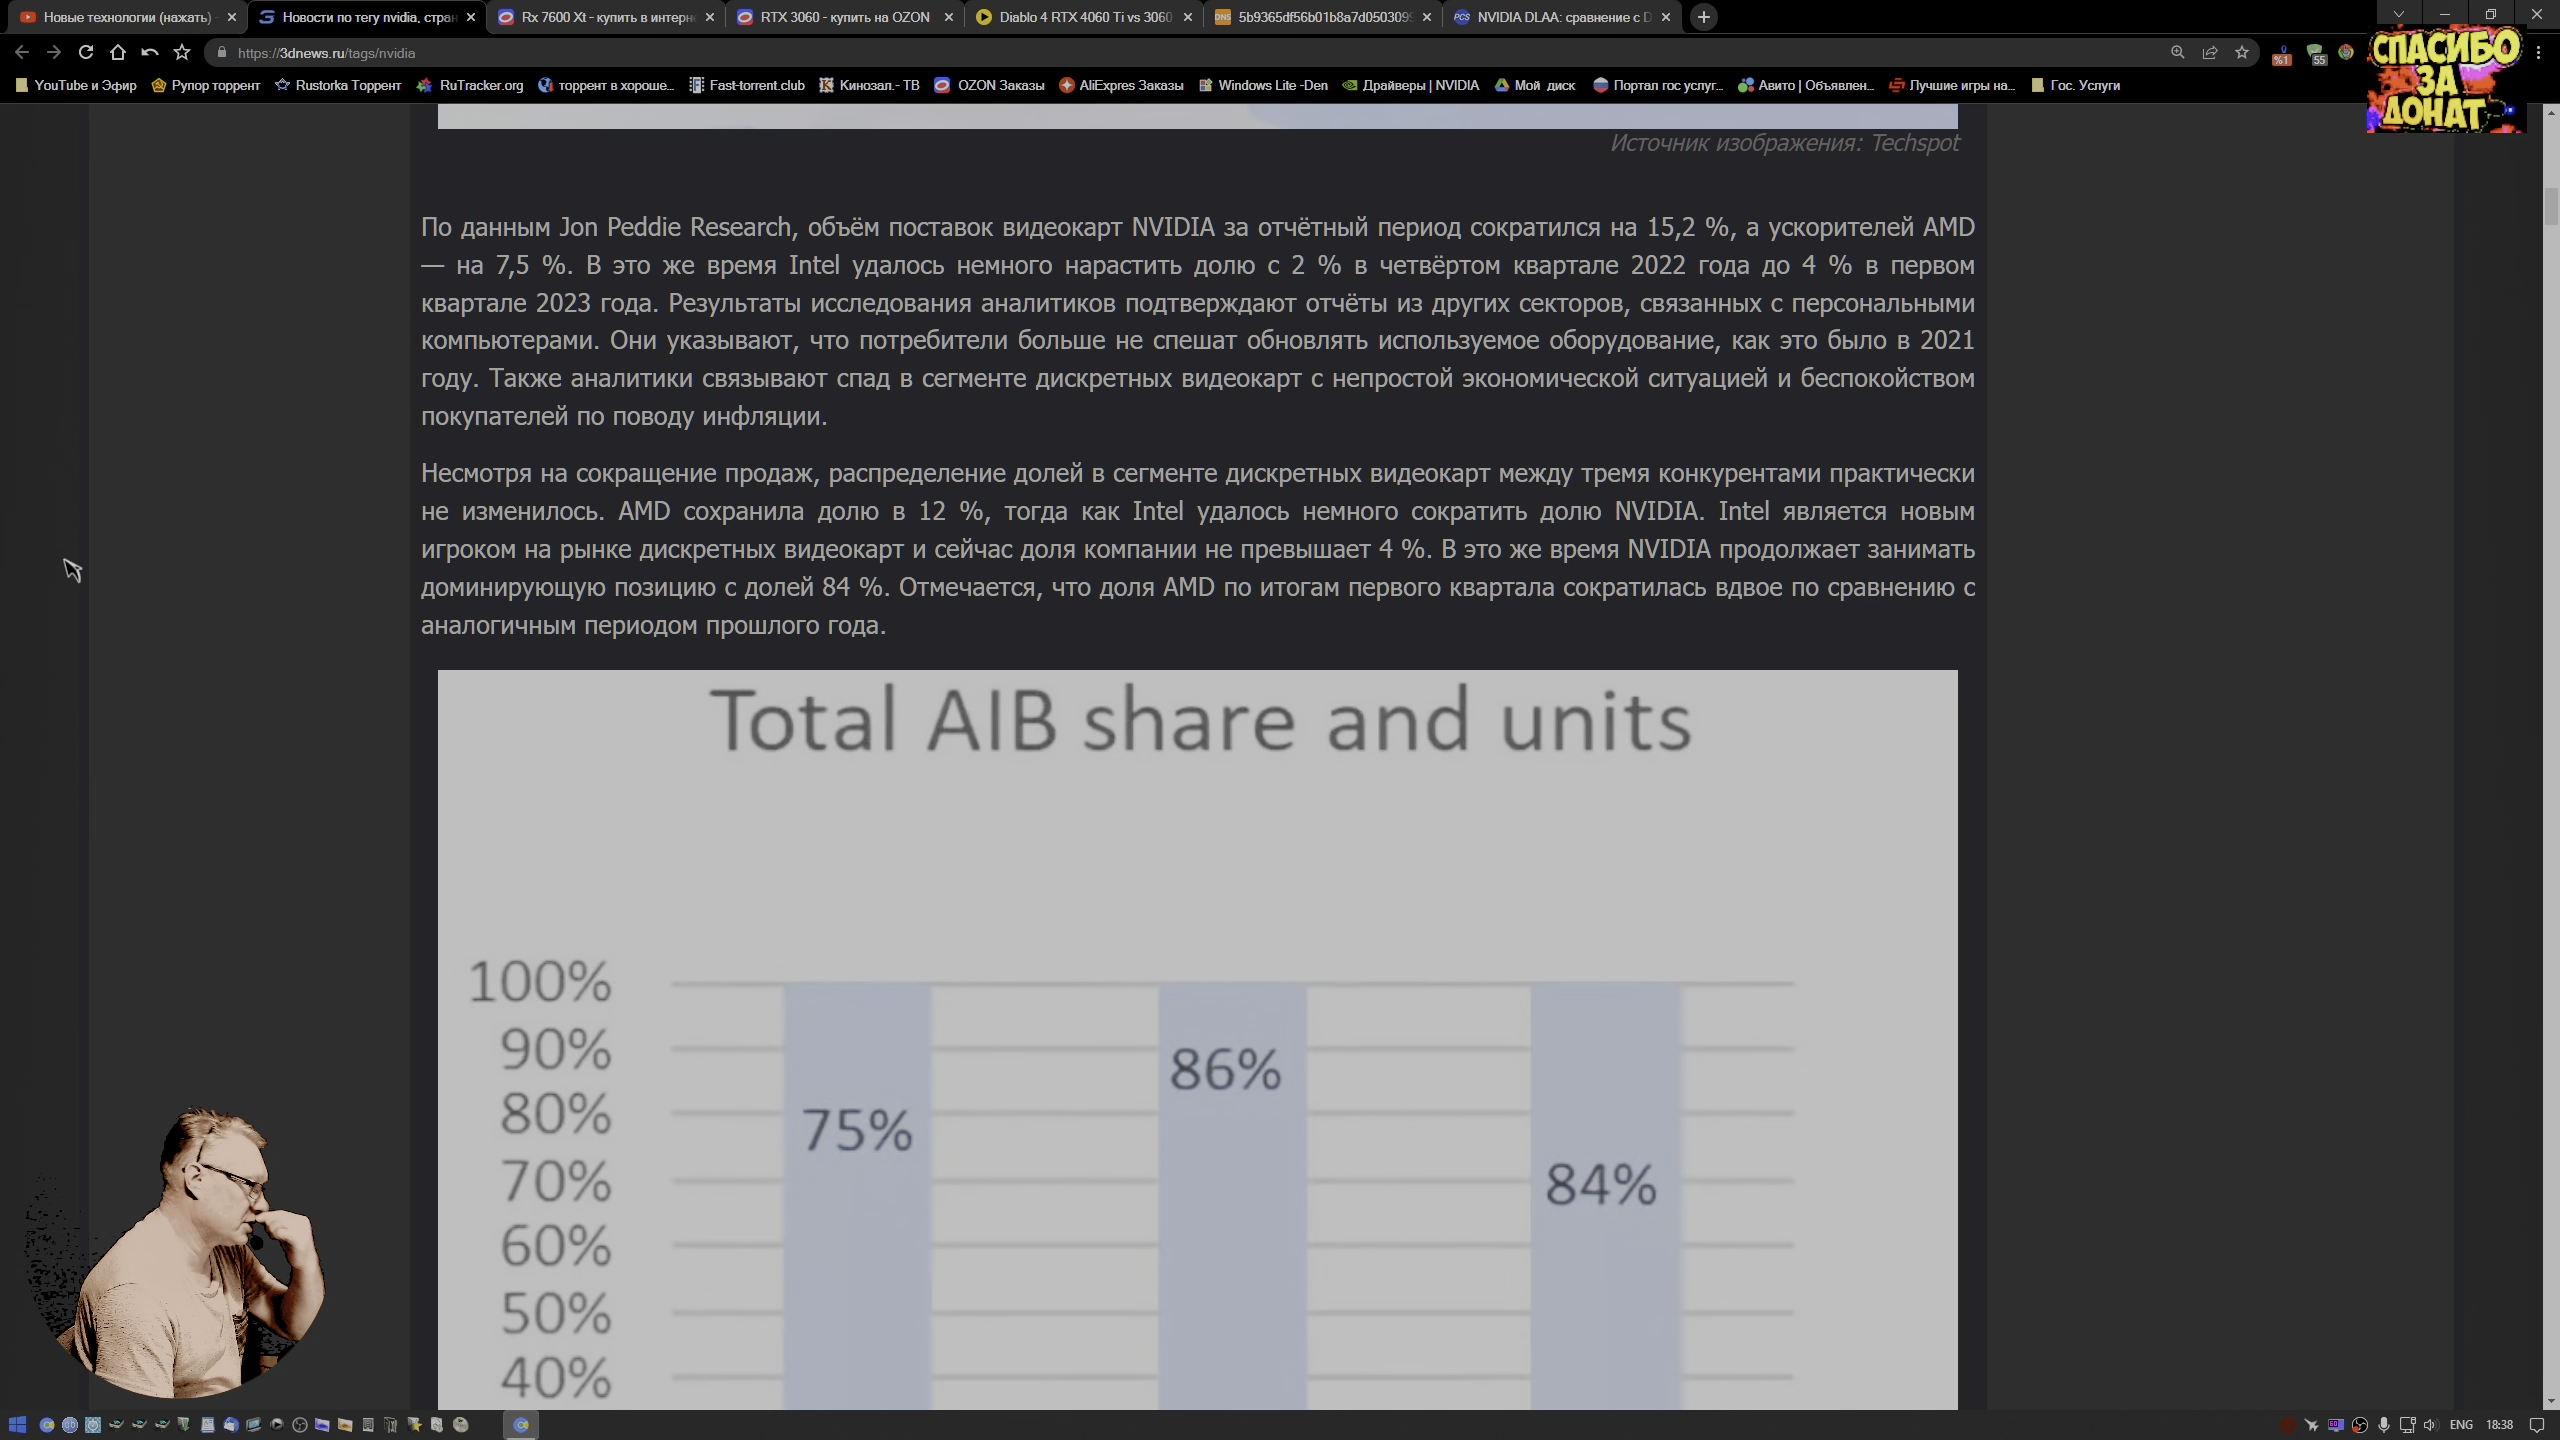 Новые технологии (нажать) -
Новости по тегу nvidia, стран
Rx 7600 Xt - купить в интерн
RTX 3060 - купить на OZON
Diablo 4 RTX 4060 Ti vs 3060
5b9365df56b01b8a7d050309
NVIDIA DLAA: сравнение с D
https://3dnews.ru/tags/nvidia
%1
55
YouTube и Эфир
Рупор торрент
Rustorka Торрент
RuTracker.org
торрент в хороше...
Fast-torrent.club
Кинозал.- ТВ
OZON Заказы
AliExpres Заказы
Windows Lite -Den
Драйверы | NVIDIA
Мой диск
Портал гос услуг...
Авито | Объявлен...
Лучшие игры на...
Гос. Услуги
СПАСИБО
ЗА
ДОНАТ
Источник изображения: Techspot
По данным Jon Peddie Research, объём поставок видеокарт NVIDIA за отчётный период сократился на 15,2 %, а ускорителей AMD
— на 7,5 %. В это же время Intel удалось немного нарастить долю с 2 % в четвёртом квартале 2022 года до 4 % в первом
квартале 2023 года. Результаты исследования аналитиков подтверждают отчёты из других секторов, связанных с персональными
компьютерами. Они указывают, что потребители больше не спешат обновлять используемое оборудование, как это было в 2021
году. Также аналитики связывают спад в сегменте дискретных видеокарт с непростой экономической ситуацией и беспокойством
покупателей по поводу инфляции.
Несмотря на сокращение продаж, распределение долей в сегменте дискретных видеокарт между тремя конкурентами практически
не изменилось. AMD сохранила долю в 12 %, тогда как Intel удалось немного сократить долю NVIDIA. Intel является новым
игроком на рынке дискретных видеокарт и сейчас доля компании не превышает 4 %. В это же время NVIDIA продолжает занимать
доминирующую позицию с долей 84 %. Отмечается, что доля AMD по итогам первого квартала сократилась вдвое по сравнению с
аналогичным периодом прошлого года.
Total AIB share and units
100%
90%
80%
70%
60%
50%
40%
75%
86%
84%
ENG
18:38